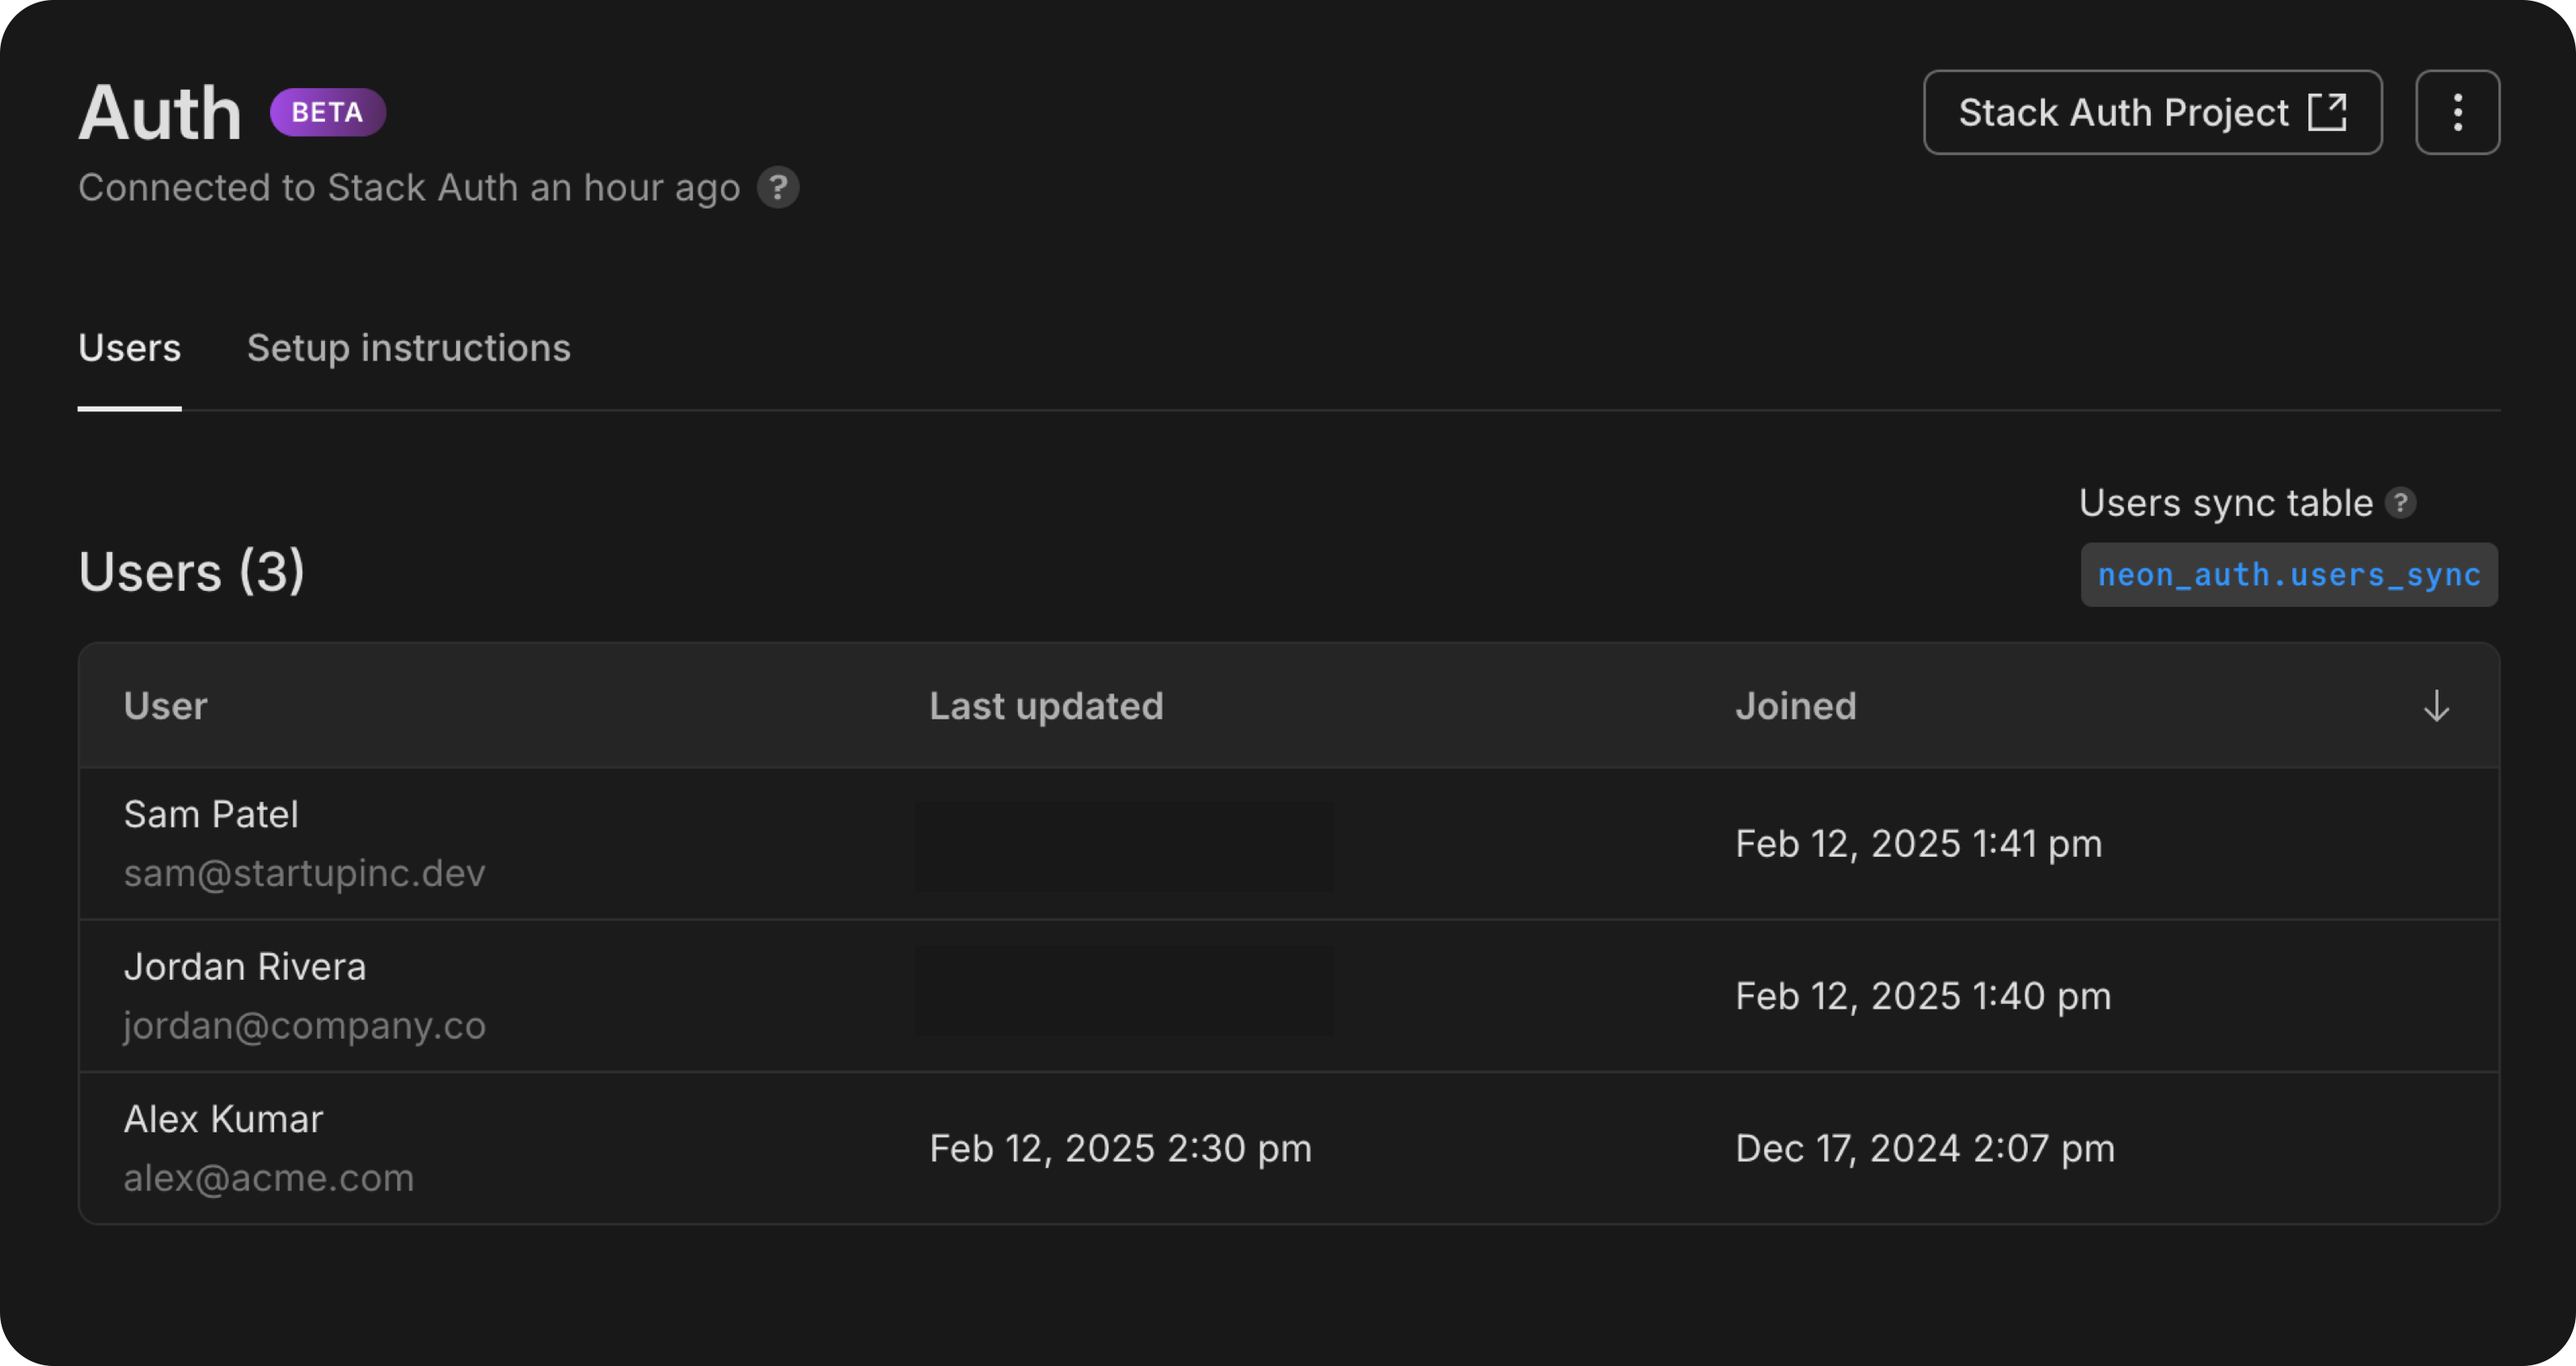 Auth BETA
Stack Auth Project
Connected to Stack Auth an hour ago ?
Users Setup instructions
Users sync table ?
Users (3)
neon_auth.users_sync
User Last updated Joined
Sam Patel
sam@startupinc.dev
Feb 12, 2025 1:41 pm
Jordan Rivera
jordan@company.co
Feb 12, 2025 1:40 pm
Alex Kumar
alex@acme.com
Feb 12, 2025 2:30 pm
Dec 17, 2024 2:07 pm